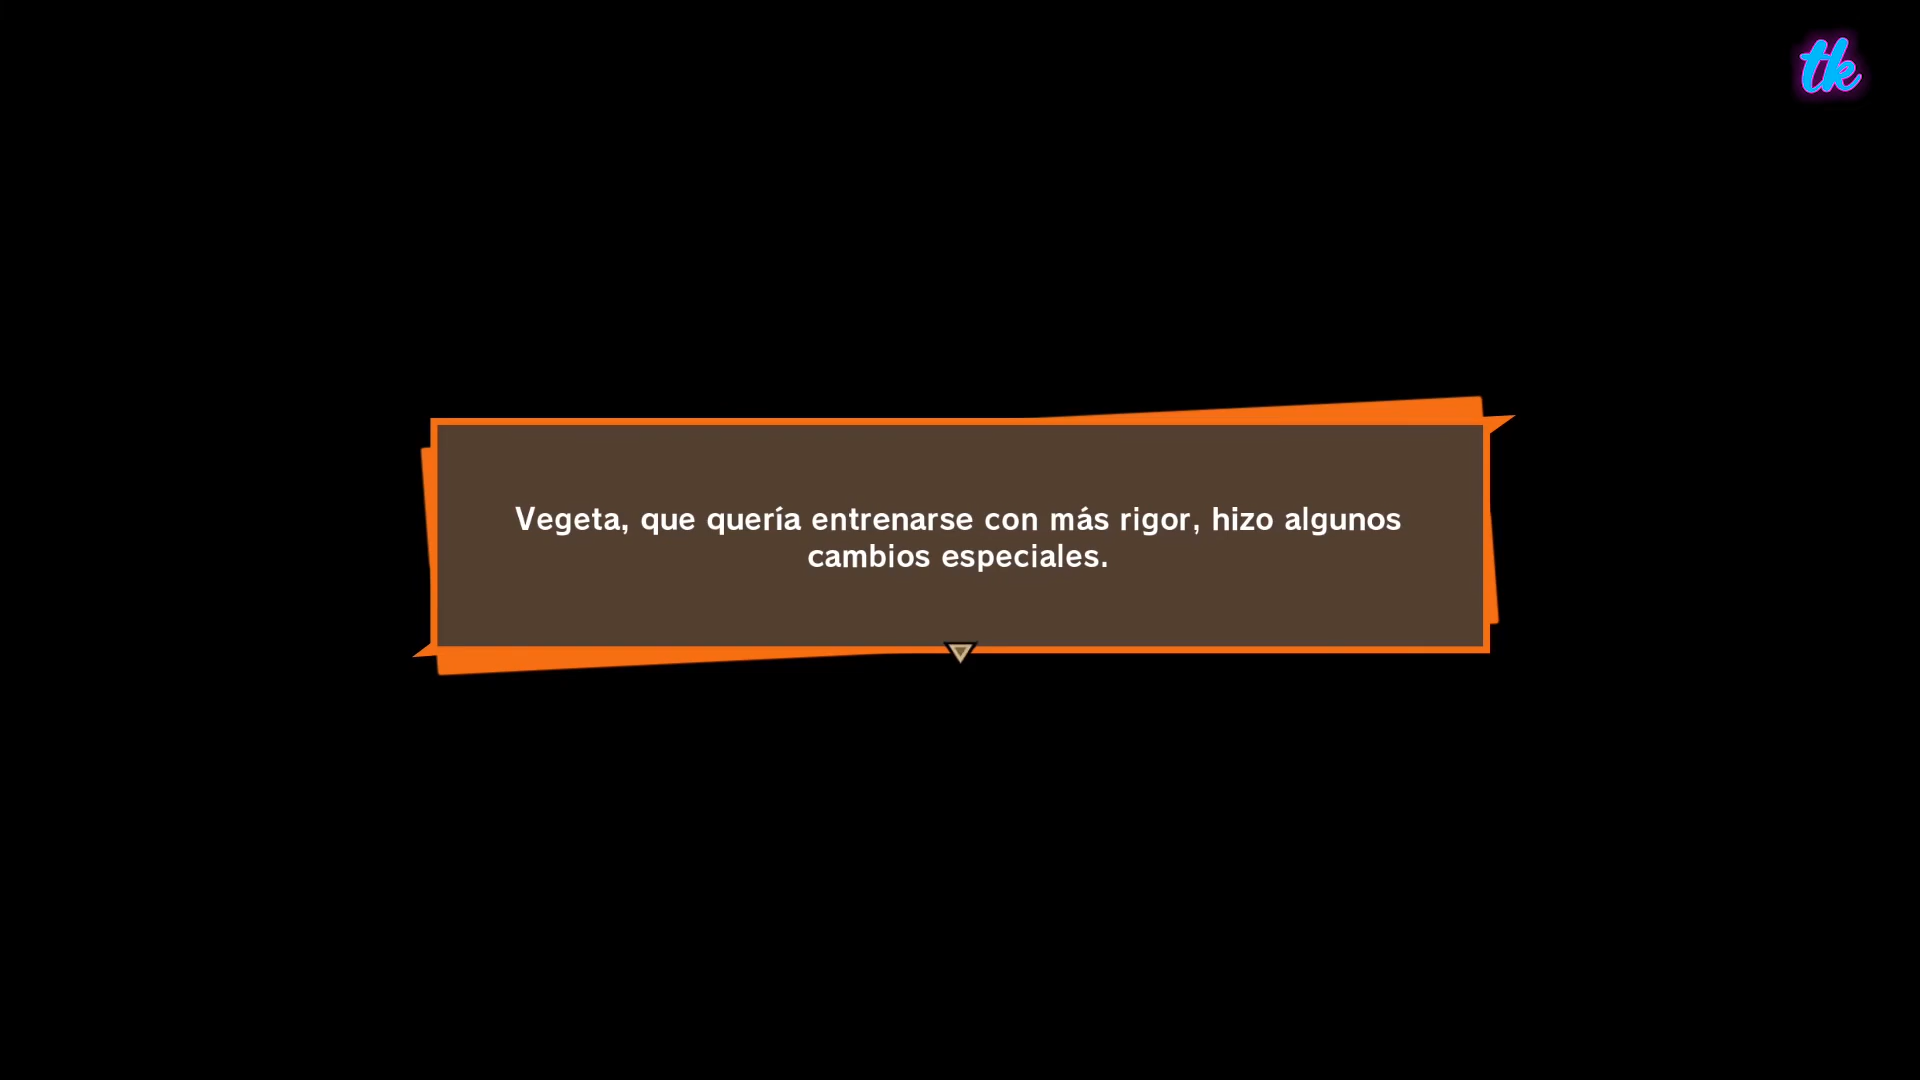 tk
Vegeta, que quería entrenarse con más rigor, hizo algunos
cambios especiales.